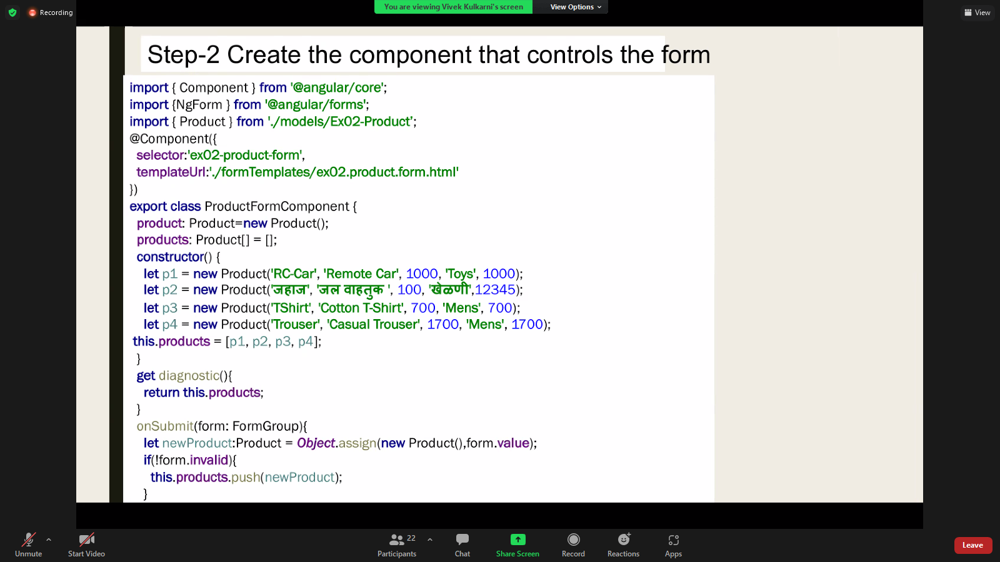 Recording
You are viewing Vivek Kulkarni's screen
View Options
View
Step-2 Create the component that controls the form
import { Component } from '@angular/core';
import {NgForm } from '@angular/forms';
import { Product } from './models/Ex02-Product';
@Component({
selector:'ex02-product-form',
templateUrl:'./formTemplates/ex02.product.form.html'
})
export class ProductFormComponent {
product: Product=new Product();
products: Product[] = [];
constructor() {
let p1 = new Product('RC-Car', 'Remote Car', 1000, 'Toys', 1000);
let p2 = new Product('जहाज', 'जल वाहतुक ', 100, 'खेळणी',12345);
let p3 = new Product('TShirt', 'Cotton T-Shirt', 700, 'Mens', 700);
let p4 = new Product('Trouser', 'Casual Trouser', 1700, 'Mens', 1700);
this.products = [p1, p2, p3, p4];
}
get diagnostic(){
return this.products;
}
onSubmit(form: FormGroup){
let newProduct:Product = Object.assign(new Product(),form.value);
if(!form.invalid){
this.products.push(newProduct);
}
Unmute
Start Video
22
Participants
Chat
Share Screen
Record
Reactions
Apps
Leave